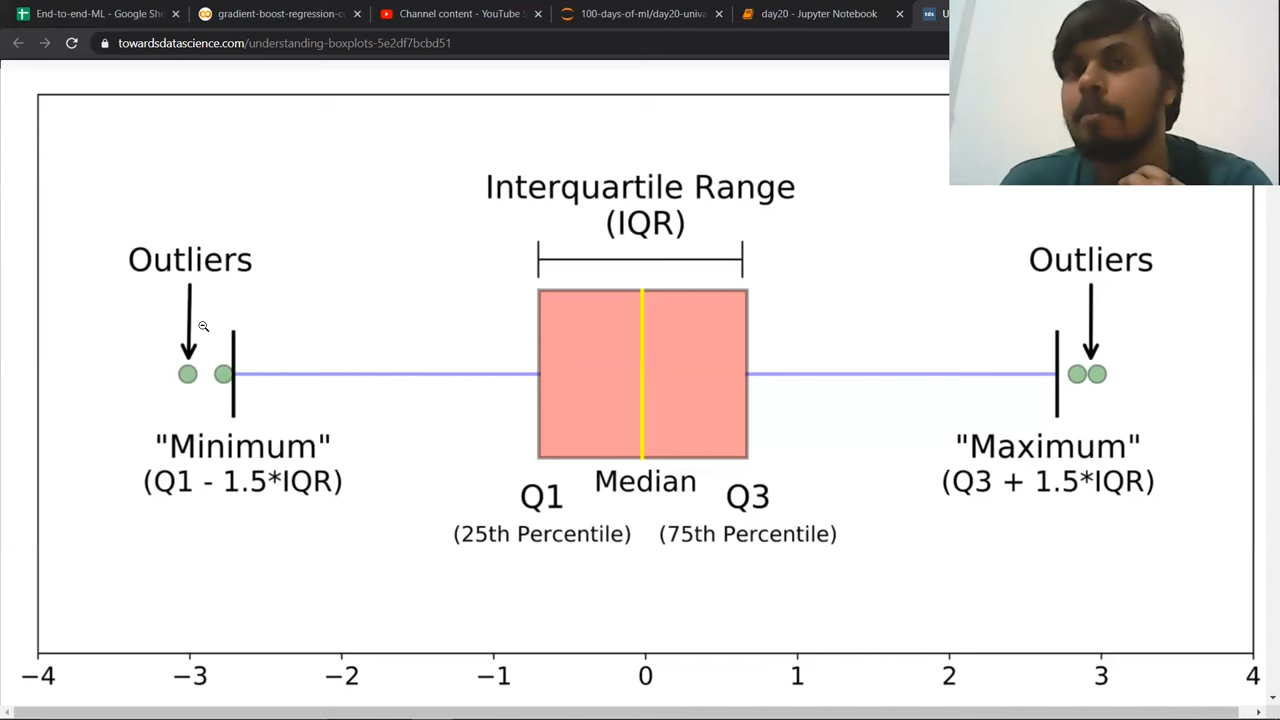 End-to-end-ML - Google She
gradient-boost-regression-co
Channel content - YouTube S
100-days-of-ml/day20-univa
day20 - Jupyter Notebook
tds
U
towardsdatascience.com/understanding-boxplots-5e2df7bcbd51
Interquartile Range
(IQR)
Outliers
Outliers
"Minimum"
(Q1 - 1.5*IQR)
"Maximum"
(Q3 + 1.5*IQR)
Median
Q1
Q3
(25th Percentile)
(75th Percentile)
−4 −3 −2 −1 0 1 2 3 4